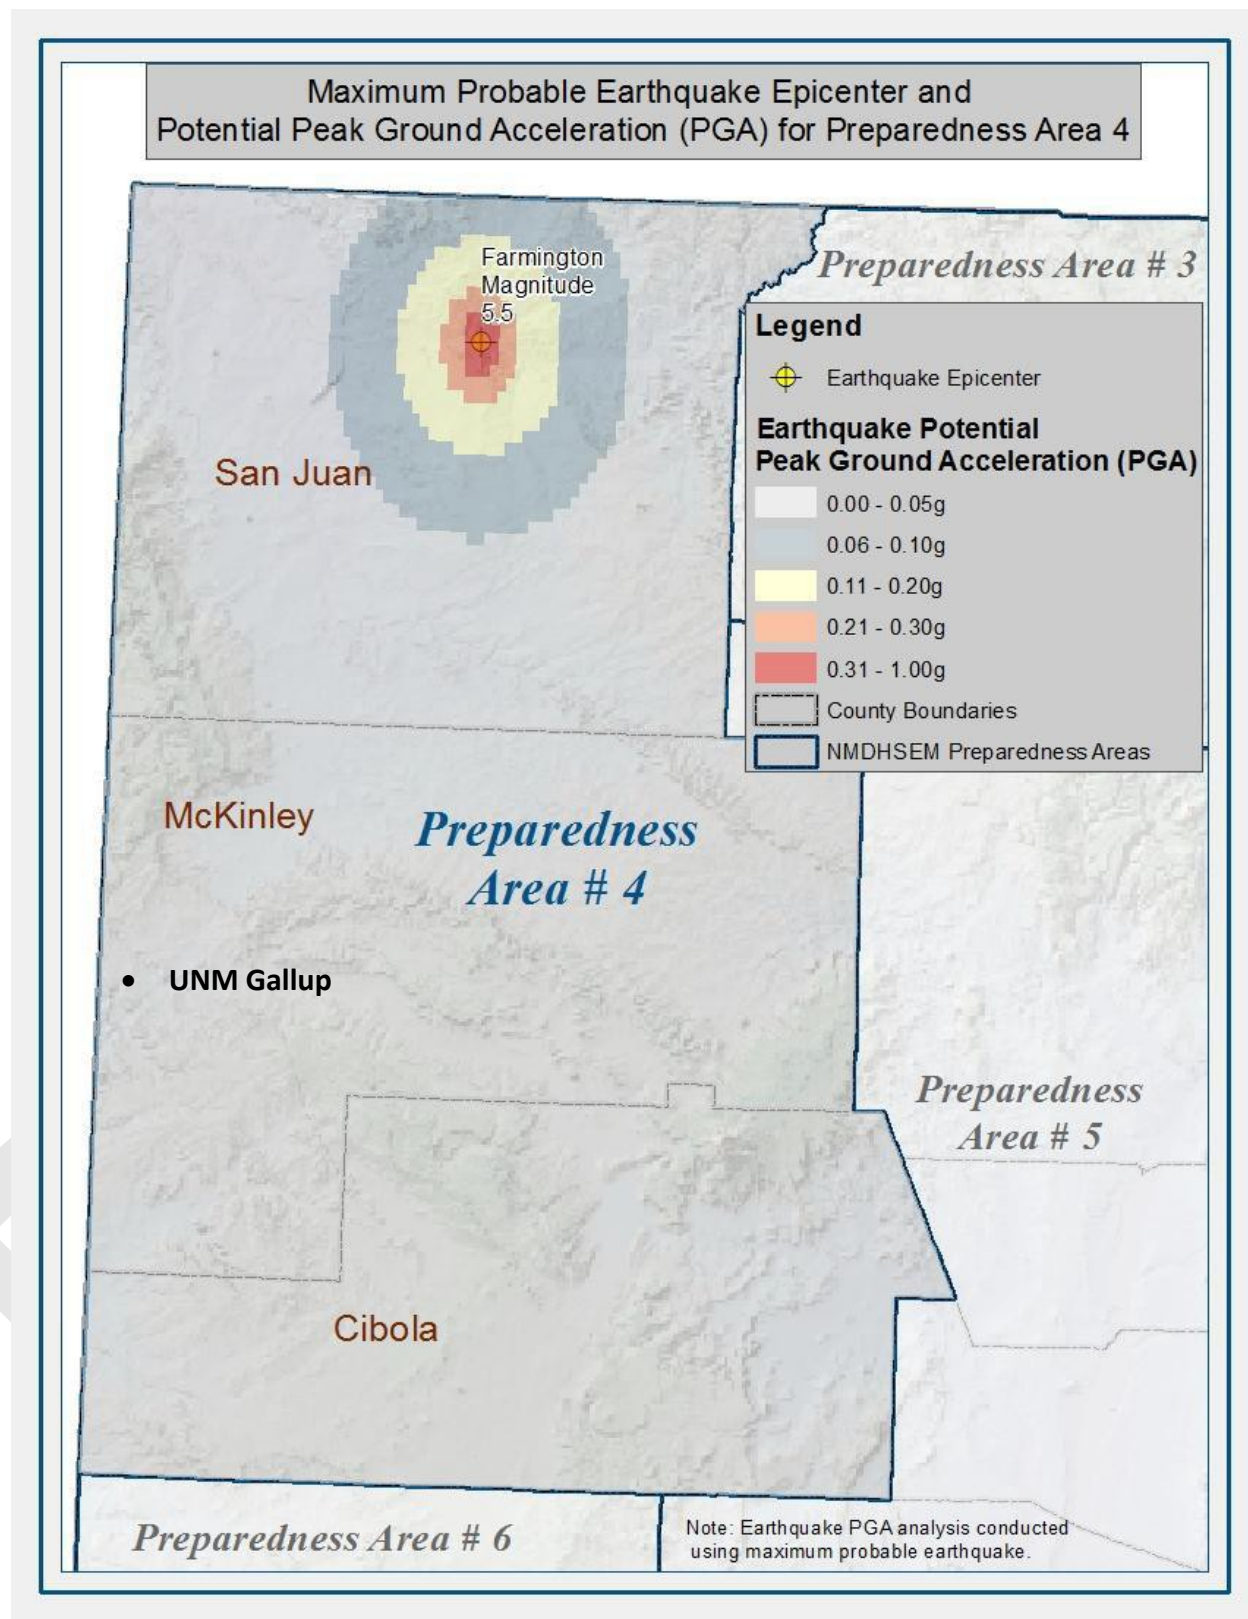 Maximum Probable Earthquake Epicenter and
Potential Peak Ground Acceleration (PGA) for Preparedness Area 4
Farmington
Magnitude
5.5
Preparedness Area # 3
Legend
Earthquake Epicenter
Earthquake Potential
Peak Ground Acceleration (PGA)
0.00 - 0.05g
0.06 - 0.10g
0.11 - 0.20g
0.21 - 0.30g
0.31 - 1.00g
County Boundaries
NMDHSEM Preparedness Areas
San Juan
McKinley
Preparedness
Area # 4
• UNM Gallup
Preparedness
Area # 5
Cibola
Preparedness Area # 6
Note: Earthquake PGA analysis conducted
using maximum probable earthquake.